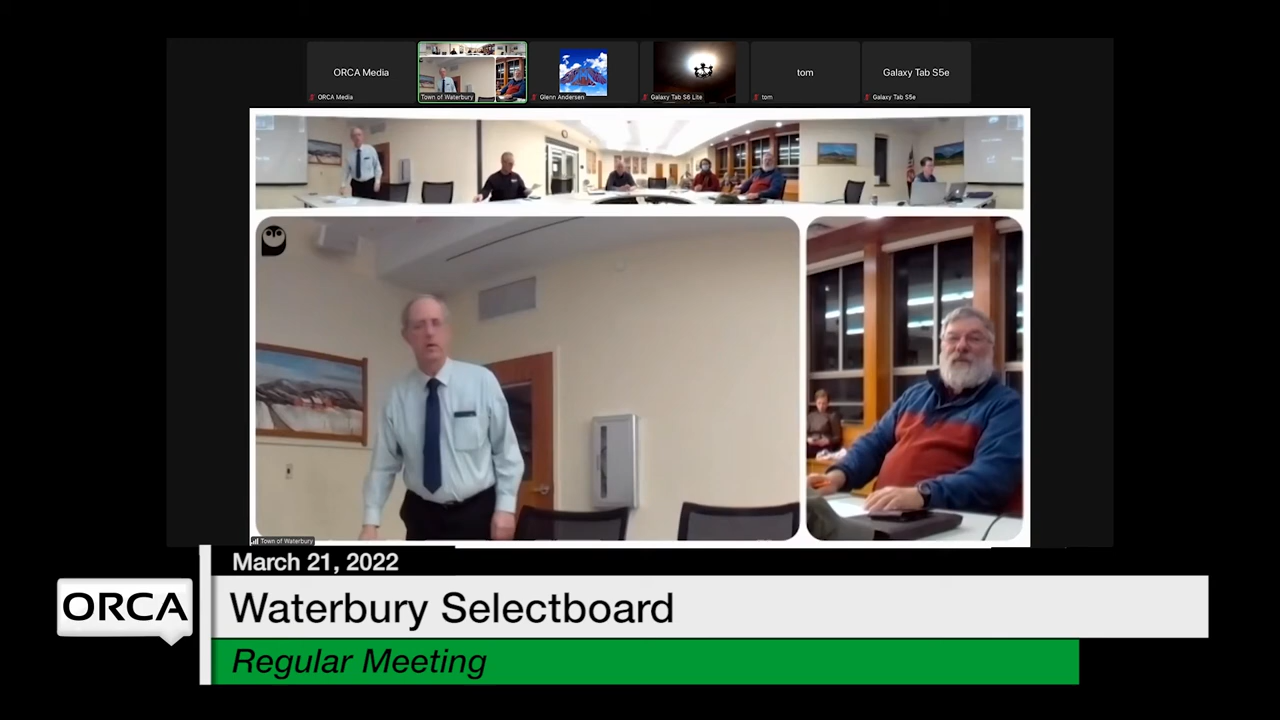 ORCA Media
tom
Galaxy Tab S5e
ORCA Media
Town of Waterbury
Glenn Andersen
Galaxy Tab S6 Lite
tom
Galaxy Tab S5e
Town of Waterbury
March 21, 2022
ORCA
Waterbury Selectboard
Regular Meeting